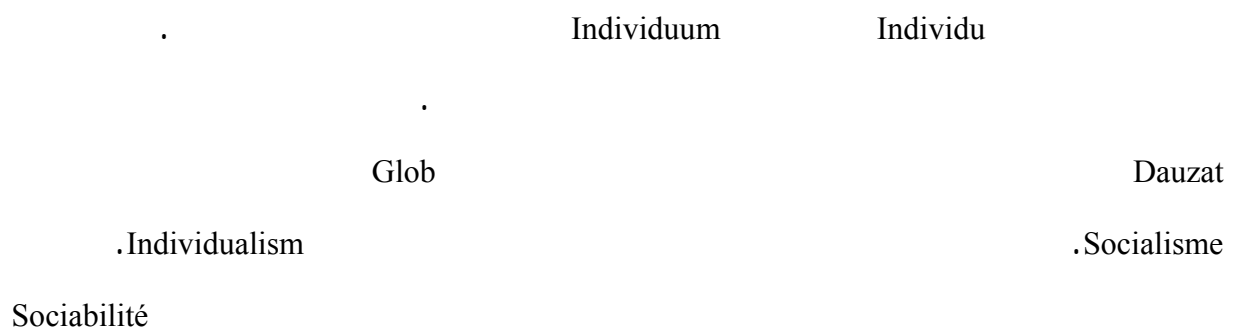 Individu Individuum .
.
Dauzat Glob
Socialisme. Individualism.
Sociabilité